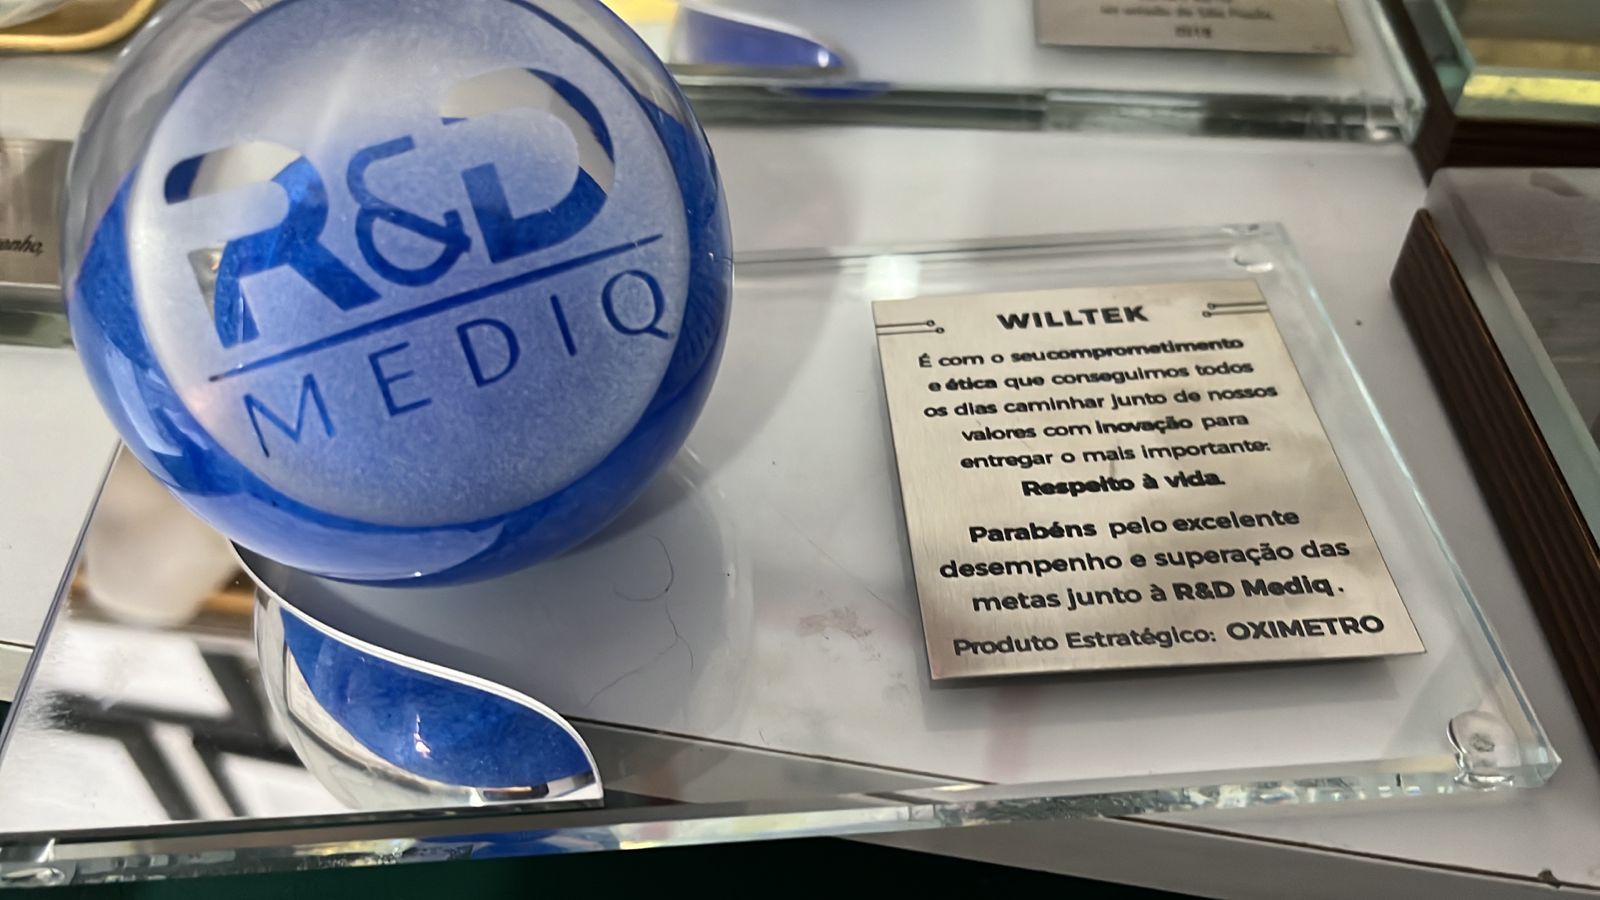 R&D
MEDIQ
WILLTEK
É com o seu comprometimento
e ética que conseguimos todos
os dias caminhar junto de nossos
valores com inovação para
entregar o mais importante:
Respeito à vida.
Parabéns pelo excelente
desempenho e superação das
metas junto à R&D Mediq.
Produto Estratégico: OXIMETRO